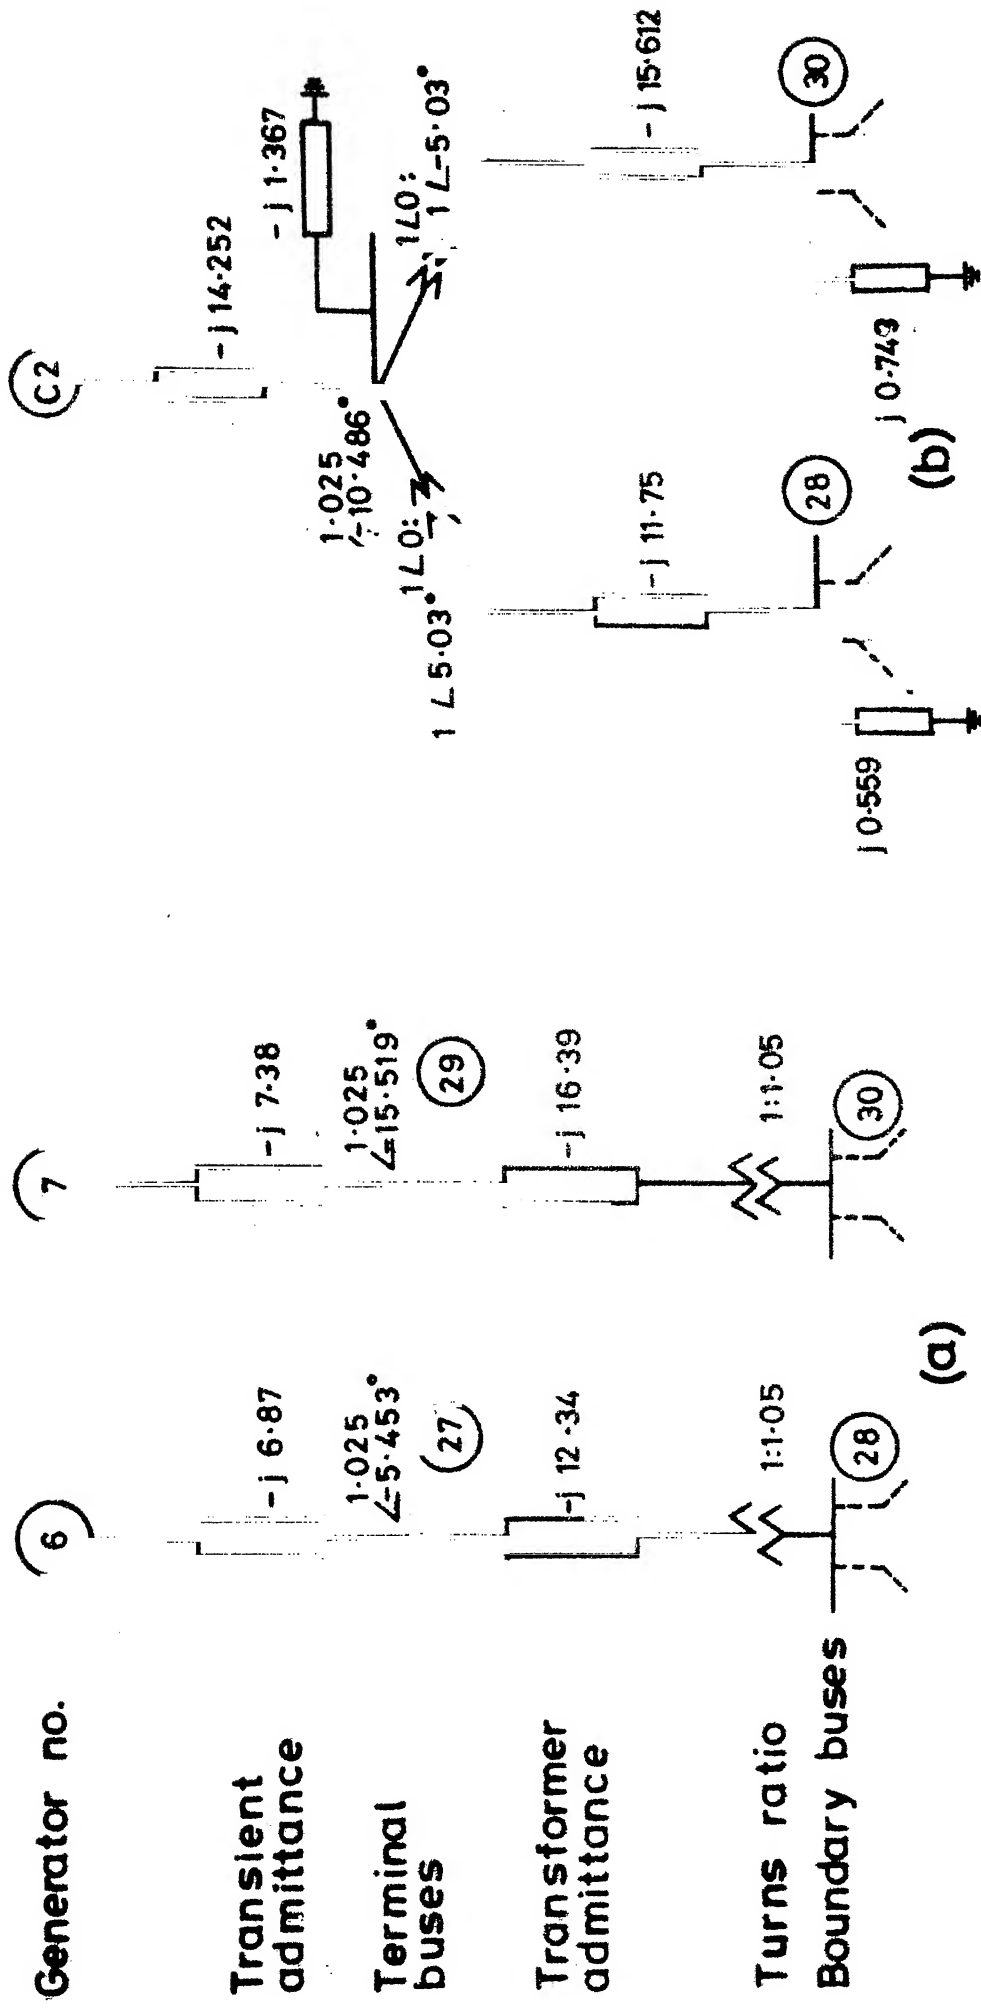 Generator no.
6
7
C2
Transient
admittance
- j 6·87
- j 7·38
- j 14·252
- j 1·367
Terminal
buses
1·025
∠=5·453°
27
1·025
∠=15·519°
29
1·025
∠-10·486°
1∠0:
1 ∠5·03°
1∠0:
1 ∠-5·03°
Transformer
admittance
-j 12·34
-j 16·39
-j 11·75
- j 15·612
Turns ratio
1:1·05
1:1·05
Boundary buses
28
30
28
30
j 0·559
j 0·743
(a)
(b)